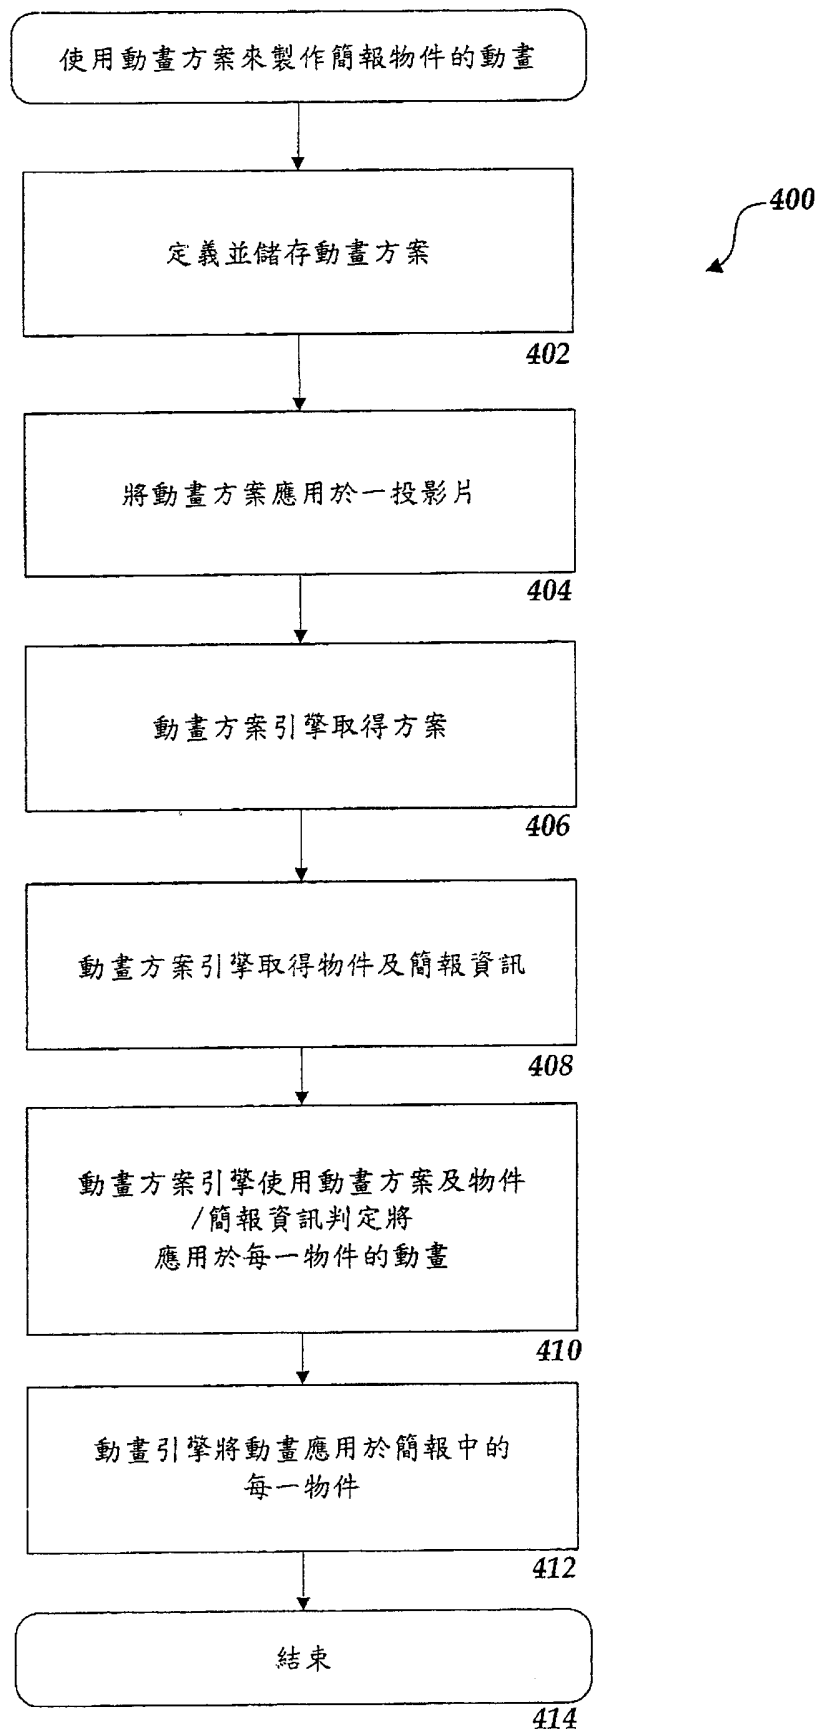 使用動畫方案來製作簡報物件的動畫
400
定義並儲存動畫方案
402
將動畫方案應用於一投影片
404
動畫方案引擎取得方案
406
動畫方案引擎取得物件及簡報資訊
408
動畫方案引擎使用動畫方案及物件
/簡報資訊判定將
應用於每一物件的動畫
410
動畫引擎將動畫應用於簡報中的
每一物件
412
結束
414